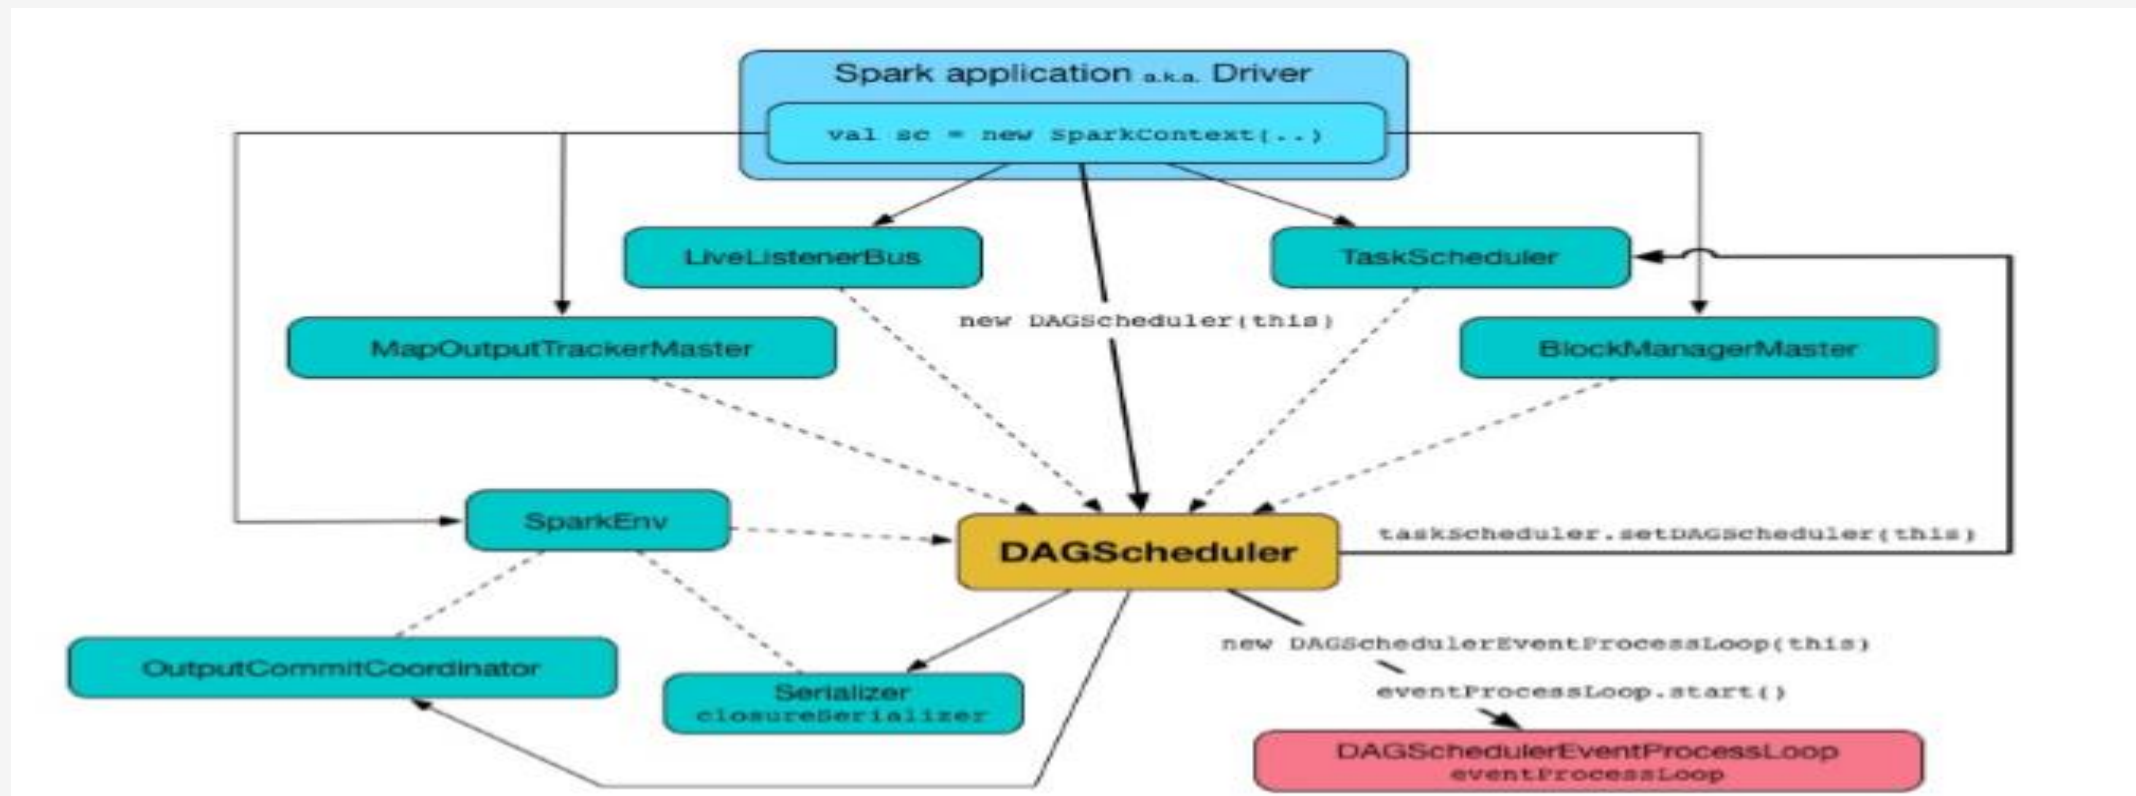 Spark application a.k.a. Driver
val sc = new SparkContext(..)
LiveListenerBus
TaskScheduler
new DAGScheduler(this)
MapOutputTrackerMaster
BlockManagerMaster
SparkEnv
DAGScheduler
taskScheduler.setDAGScheduler(this)
new DAGSchedulerEventProcessLoop(this)
OutputCommitCoordinator
Serializer
closureSerializer
eventProcessLoop.start()
DAGSchedulerEventProcessLoop
eventProcessLoop